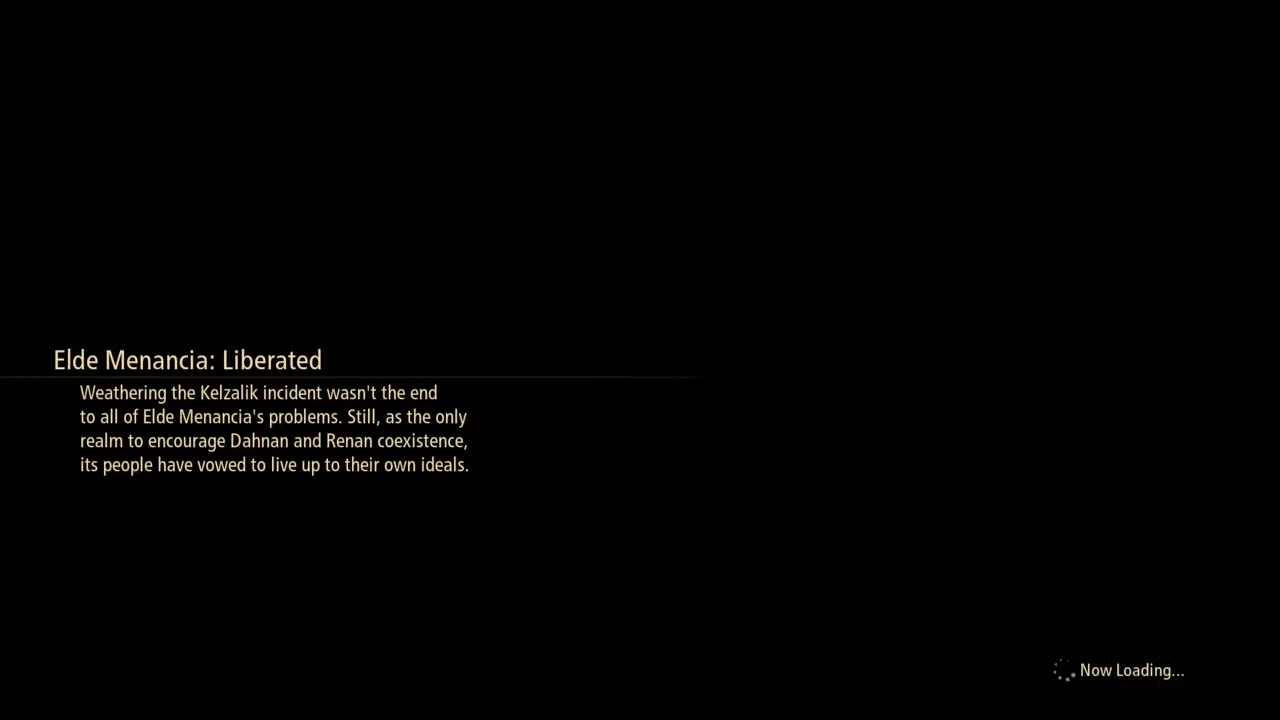 Elde Menancia: Liberated
Weathering the Kelzalik incident wasn't the end
to all of Elde Menancia's problems. Still, as the only
realm to encourage Dahnan and Renan coexistence,
its people have vowed to live up to their own ideals.
Now Loading...